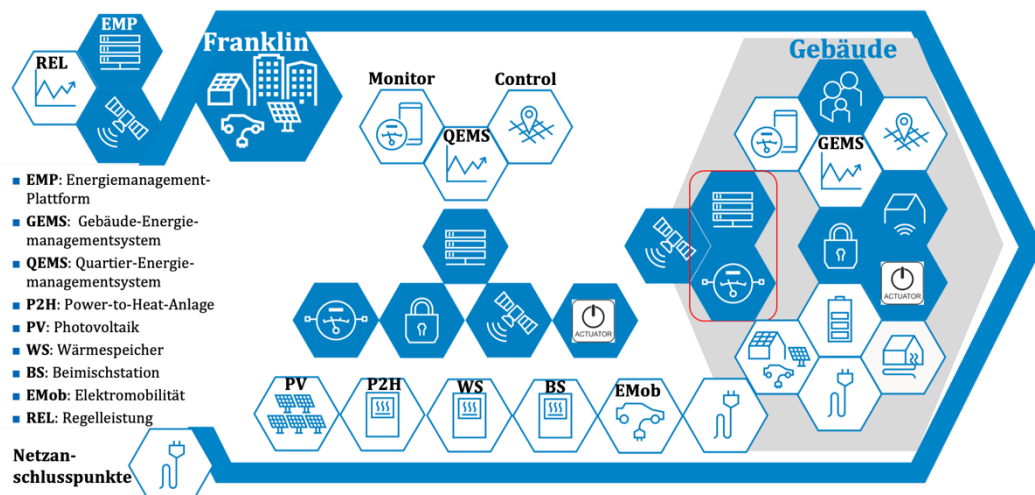 EMP
REL
Franklin
Gebäude
Monitor
Control
QEMS
GEMS
EMP: Energiemanagement-
Plattform
GEMS: Gebäude-Energie-
managementsystem
QEMS: Quartier-Energie-
managementsystem
P2H: Power-to-Heat-Anlage
PV: Photovoltaik
WS: Wärmespeicher
BS: Beimischstation
EMob: Elektromobilität
REL: Regelleistung
ACTUATOR
ACTUATOR
PV
P2H
WS
BS
EMob
Netzan-
schlusspunkte